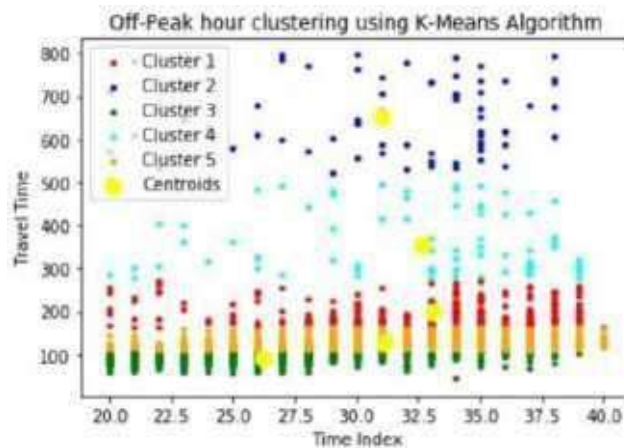 Off-Peak hour clustering using K-Means Algorithm
800
700
600
500
400
300
200
100
Travel Time
Cluster 1
Cluster 2
Cluster 3
Cluster 4
Cluster 5
Centroids
20.0 22.5 25.0 27.5 30.0 32.5 35.0 37.5 40.0
Time Index